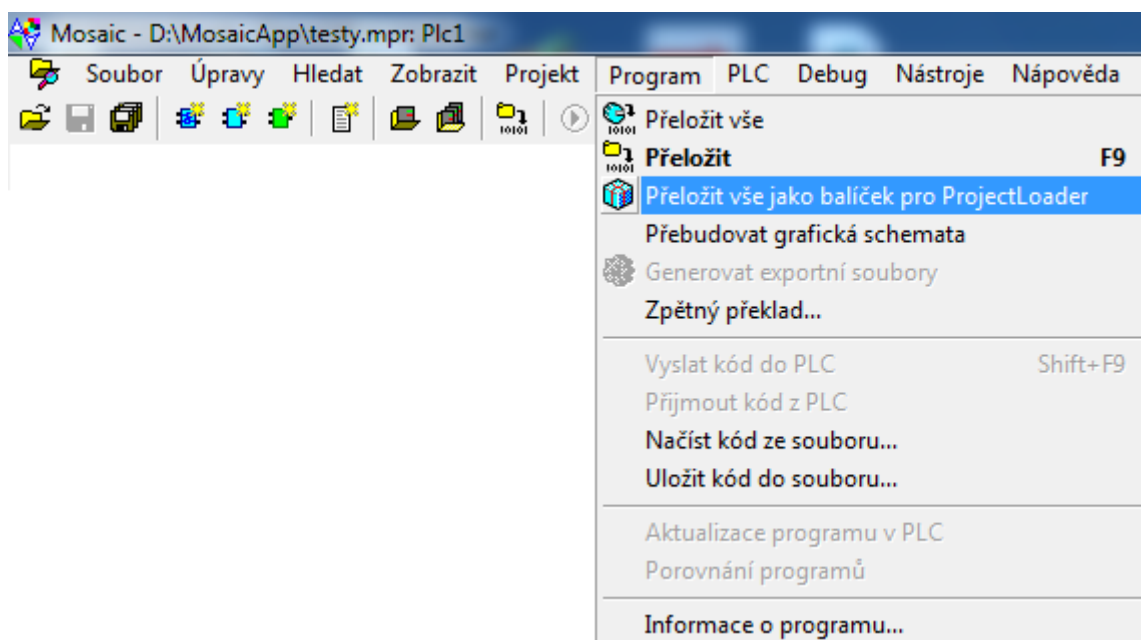 Mosaic - D:\MosaicApp\testy.mpr: Plc1
Soubor Úpravy Hledat Zobrazit Projekt Program PLC Debug Nástroje Nápověda
Přeložit vše
Přeložit F9
Přeložit vše jako balíček pro ProjectLoader
Přebudovat grafická schemata
Generovat exportní soubory
Zpětný překlad...
Vyslat kód do PLC Shift+F9
Přijmout kód z PLC
Načíst kód ze souboru...
Uložit kód do souboru...
Aktualizace programu v PLC
Porovnání programů
Informace o programu...